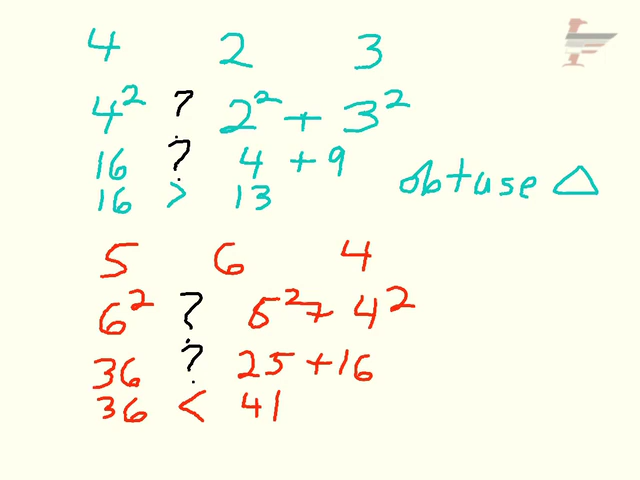 4 2 3
4² ? 2² + 3²
16 ? 4 + 9
16 > 13
obtuse △
5 6 4
6² ? 5² + 4²
36 ? 25 + 16
36 < 41